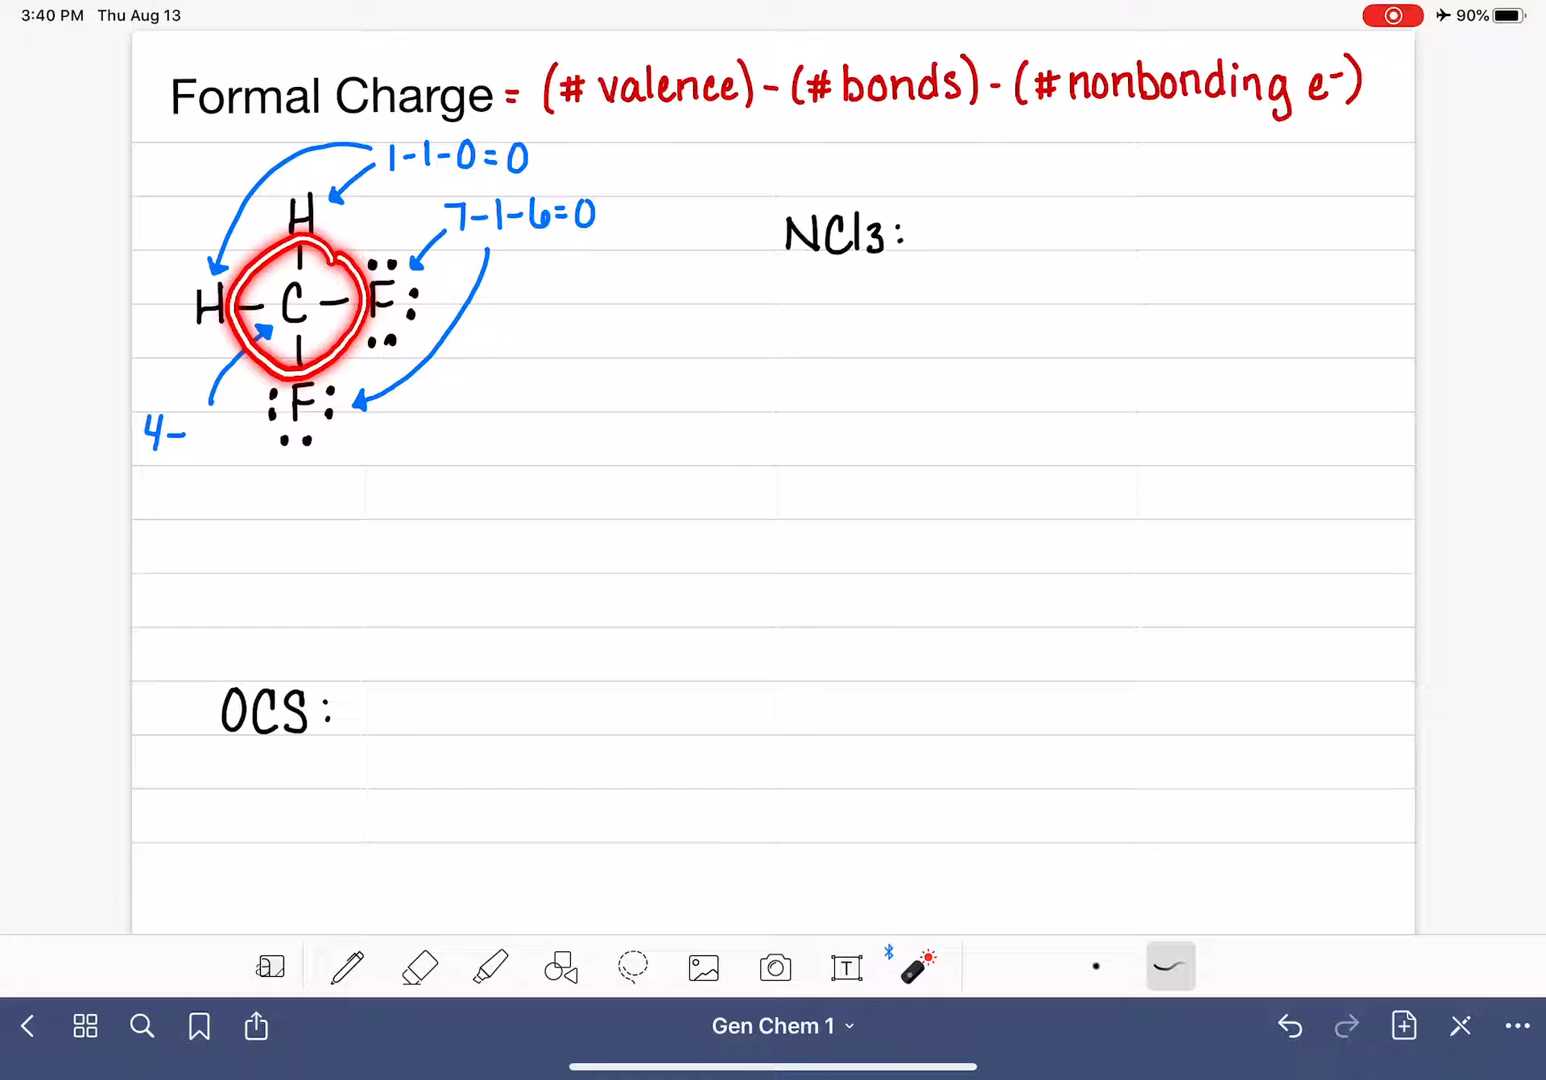 3:40 PM Thu Aug 13
90%
Formal Charge = (# valence) - (# bonds) - (# nonbonding e-)
1-1-0=0
7-1-6=0
H
H-C-F
F
4-
NCl3:
OCS:
T
Gen Chem 1